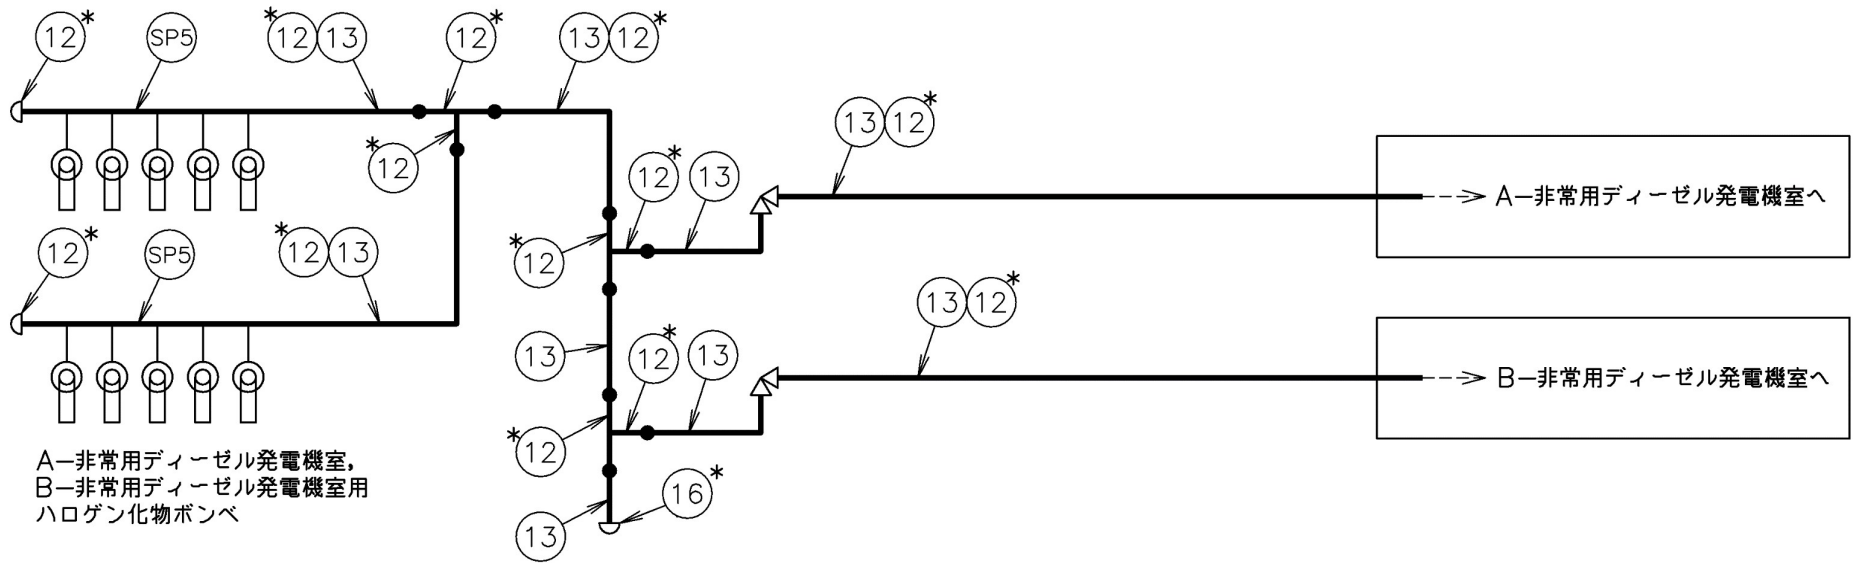 12*
SP5
*12 13
12*
13 12*
*12
12* 13
13 12*
A－非常用ディーゼル発電機室へ
12*
SP5
*12 13
*12
13
12* 13
13 12*
B－非常用ディーゼル発電機室へ
*12
16*
13
A－非常用ディーゼル発電機室，
B－非常用ディーゼル発電機室用
ハロゲン化物ボンベ